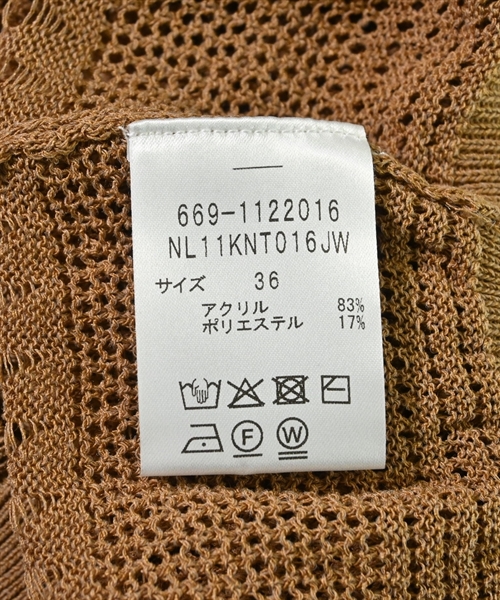 669-1122016
NL11KNT016JW
サイズ 36
アクリル 83%
ポリエステル 17%
F W